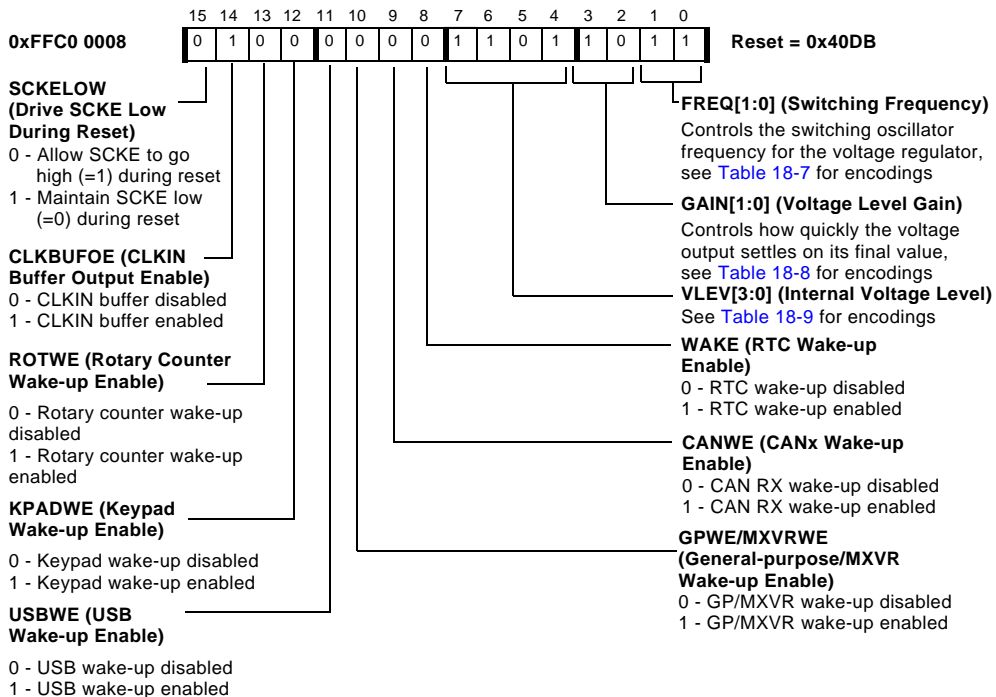 15 14 13 12 11 10 9 8 7 6 5 4 3 2 1 0
0xFFC0 0008
0 1 0 0 0 0 0 0 1 1 0 1 1 0 1 1
Reset = 0x40DB
SCKELOW
(Drive SCKE Low
During Reset)
0 - Allow SCKE to go
high (=1) during reset
1 - Maintain SCKE low
(=0) during reset
CLKBUFOE (CLKIN
Buffer Output Enable)
0 - CLKIN buffer disabled
1 - CLKIN buffer enabled
ROTWE (Rotary Counter
Wake-up Enable)
0 - Rotary counter wake-up
disabled
1 - Rotary counter wake-up
enabled
KPADWE (Keypad
Wake-up Enable)
0 - Keypad wake-up disabled
1 - Keypad wake-up enabled
USBWE (USB
Wake-up Enable)
0 - USB wake-up disabled
1 - USB wake-up enabled
FREQ[1:0] (Switching Frequency)
Controls the switching oscillator
frequency for the voltage regulator,
see Table 18-7 for encodings
GAIN[1:0] (Voltage Level Gain)
Controls how quickly the voltage
output settles on its final value,
see Table 18-8 for encodings
VLEV[3:0] (Internal Voltage Level)
See Table 18-9 for encodings
WAKE (RTC Wake-up
Enable)
0 - RTC wake-up disabled
1 - RTC wake-up enabled
CANWE (CANx Wake-up
Enable)
0 - CAN RX wake-up disabled
1 - CAN RX wake-up enabled
GPWE/MXVRWE
(General-purpose/MXVR
Wake-up Enable)
0 - GP/MXVR wake-up disabled
1 - GP/MXVR wake-up enabled